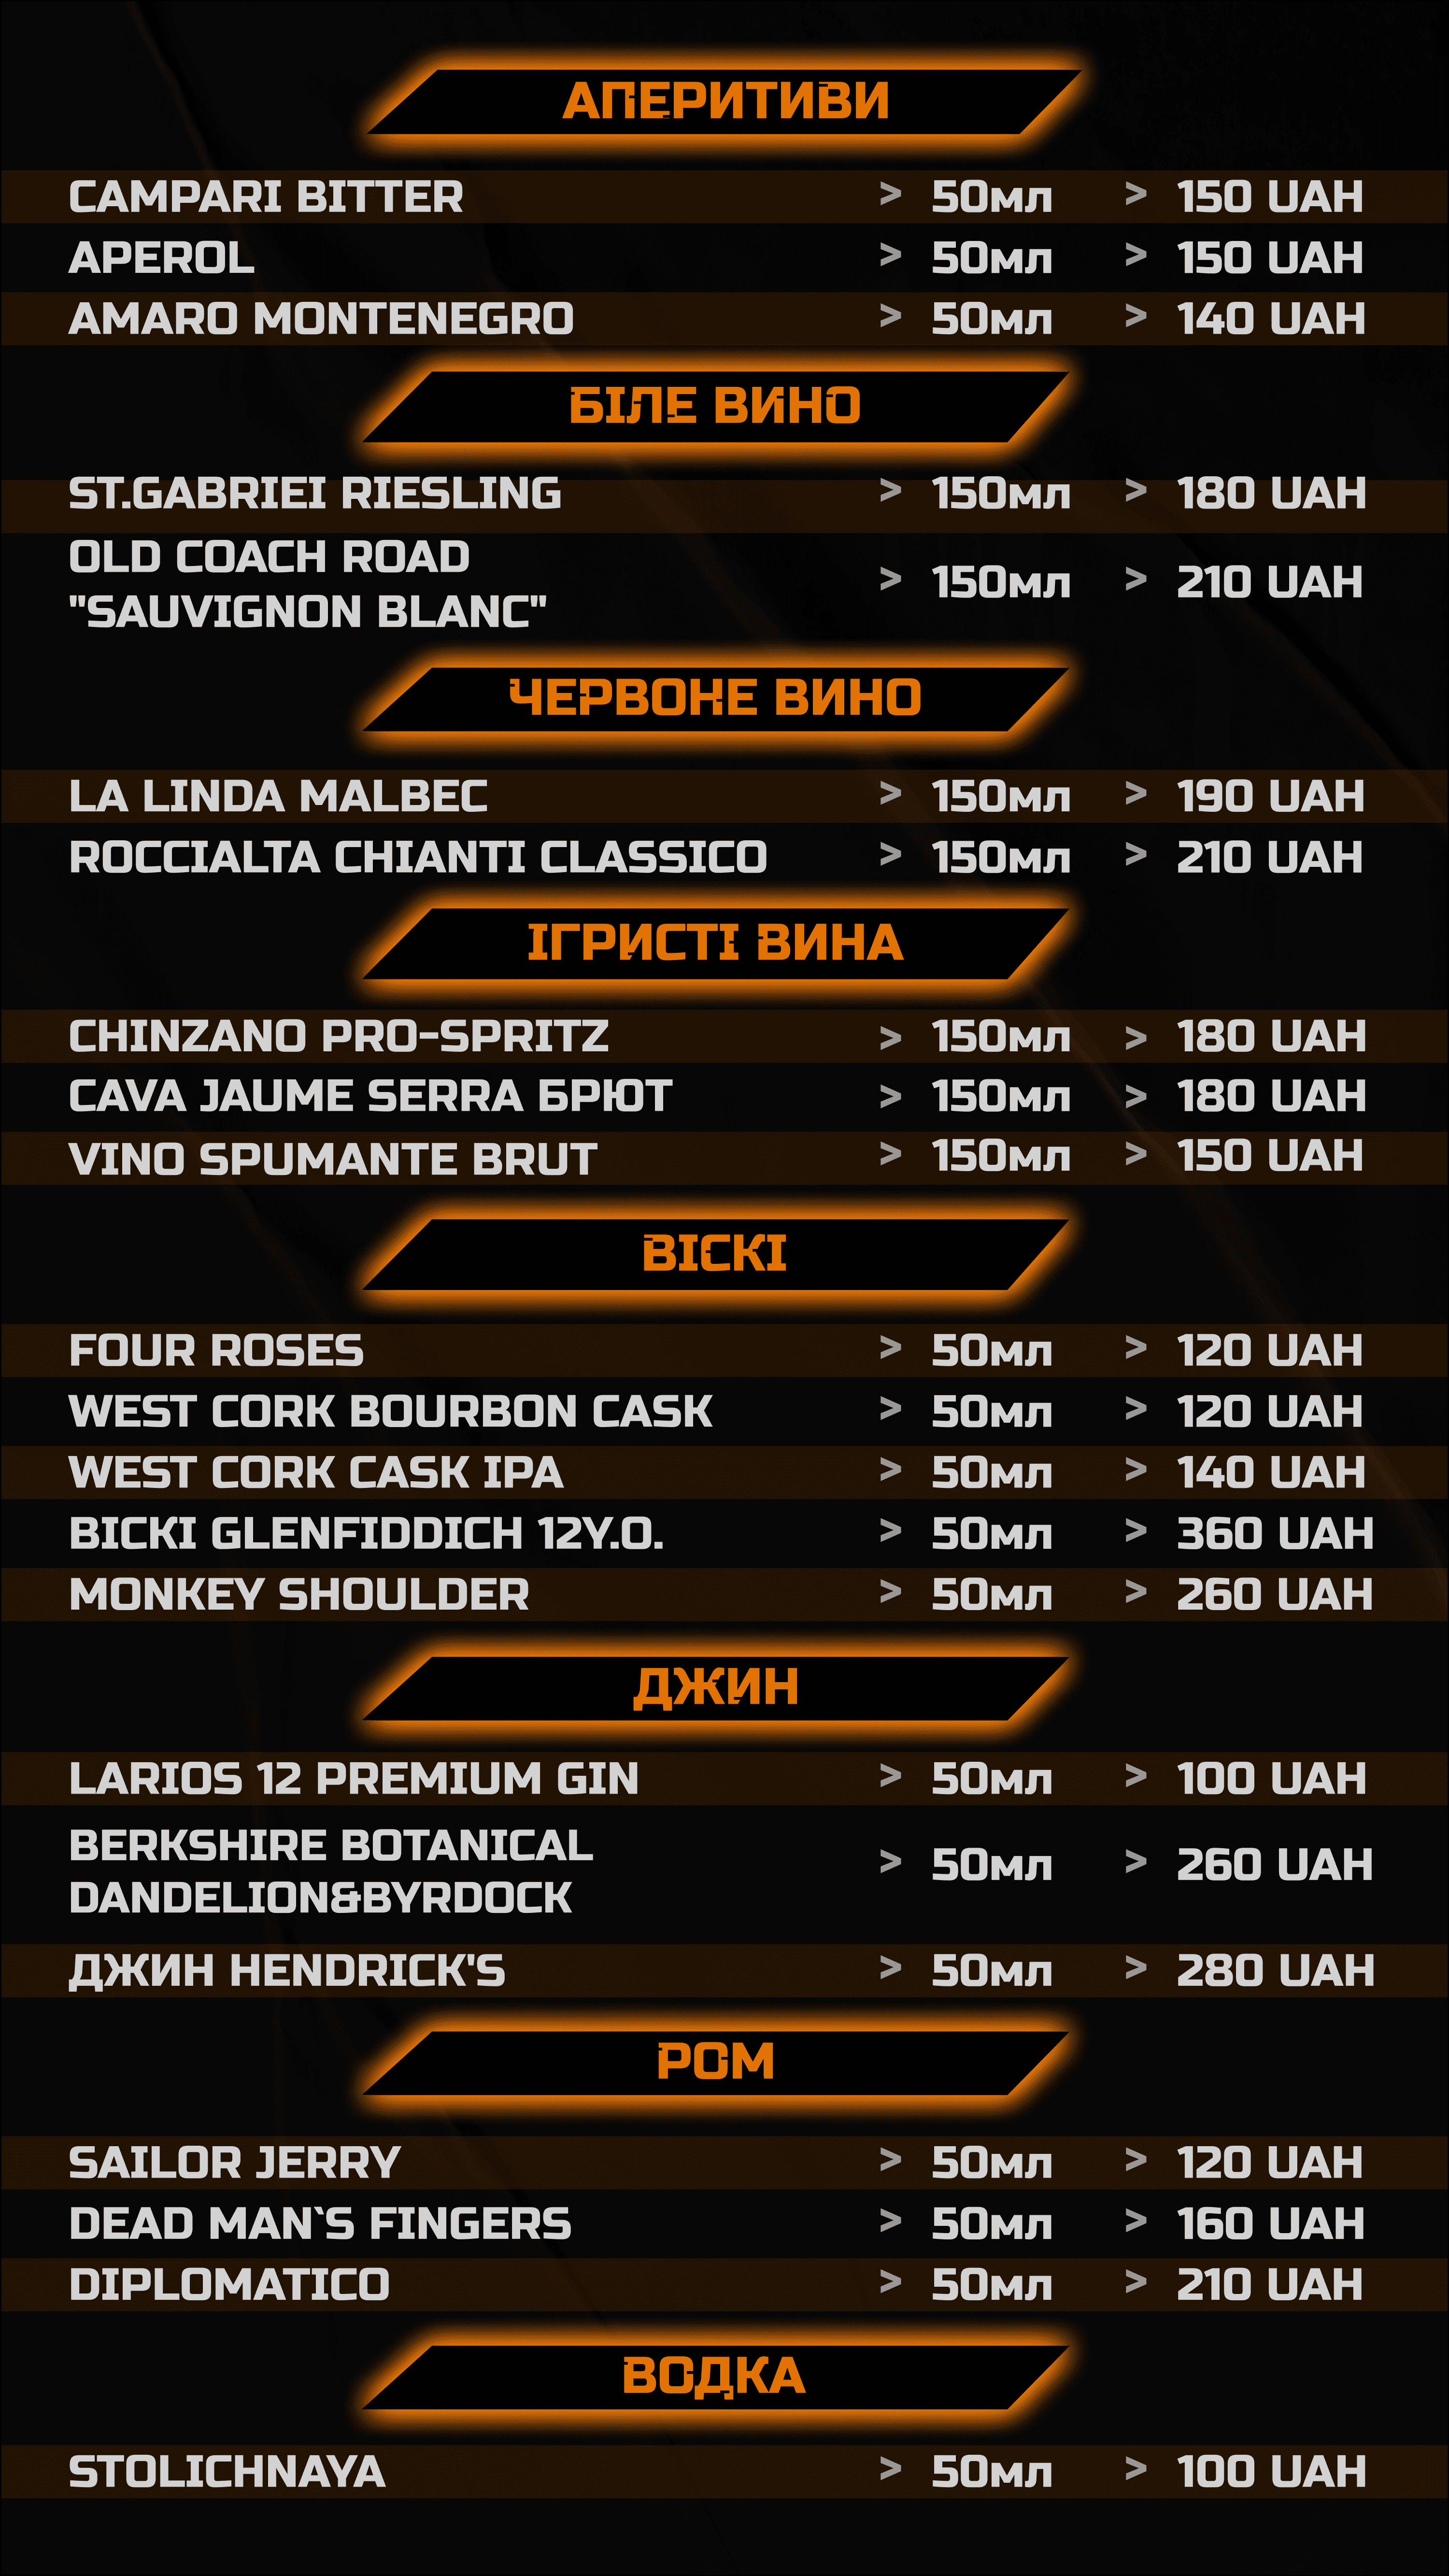 АПЕРИТИВИ
CAMPARI BITTER > 50мл > 150 UAH
APEROL > 50мл > 150 UAH
AMARO MONTENEGRO > 50мл > 140 UAH
БІЛЕ ВИНО
ST.GABRIEI RIESLING > 150мл > 180 UAH
OLD COACH ROAD
"SAUVIGNON BLANC" > 150мл > 210 UAH
ЧЕРВОНЕ ВИНО
LA LINDA MALBEC > 150мл > 190 UAH
ROCCIALTA CHIANTI CLASSICO > 150мл > 210 UAH
ІГРИСТІ ВИНА
CHINZANO PRO-SPRITZ > 150мл > 180 UAH
CAVA JAUME SERRA БРЮТ > 150мл > 180 UAH
VINO SPUMANTE BRUT > 150мл > 150 UAH
ВІСКІ
FOUR ROSES > 50мл > 120 UAH
WEST CORK BOURBON CASK > 50мл > 120 UAH
WEST CORK CASK IPA > 50мл > 140 UAH
ВІСКІ GLENFIDDICH 12Y.O. > 50мл > 360 UAH
MONKEY SHOULDER > 50мл > 260 UAH
ДЖИН
LARIOS 12 PREMIUM GIN > 50мл > 100 UAH
BERKSHIRE BOTANICAL
DANDELION&BYRDOCK > 50мл > 260 UAH
ДЖИН HENDRICK'S > 50мл > 280 UAH
РОМ
SAILOR JERRY > 50мл > 120 UAH
DEAD MAN`S FINGERS > 50мл > 160 UAH
DIPLOMATICO > 50мл > 210 UAH
ВОДКА
STOLICHNAYA > 50мл > 100 UAH